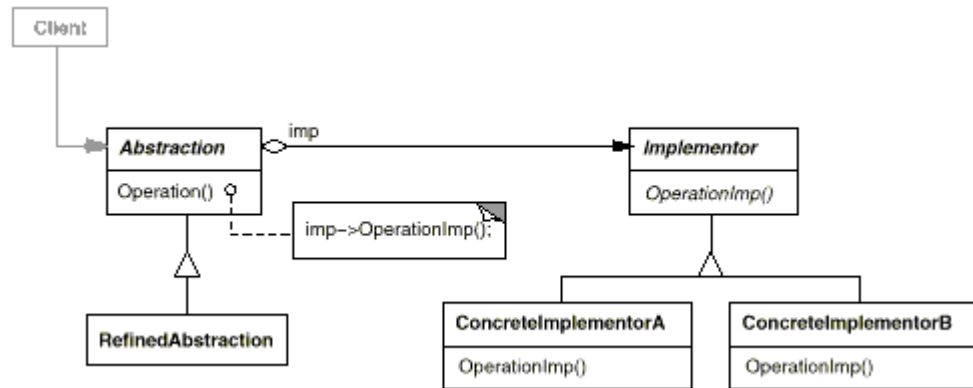 Client
imp
Abstraction
Implementor
Operation()
OperationImp()
imp->OperationImp();
RefinedAbstraction
ConcreteImplementorA
ConcreteImplementorB
OperationImp()
OperationImp()